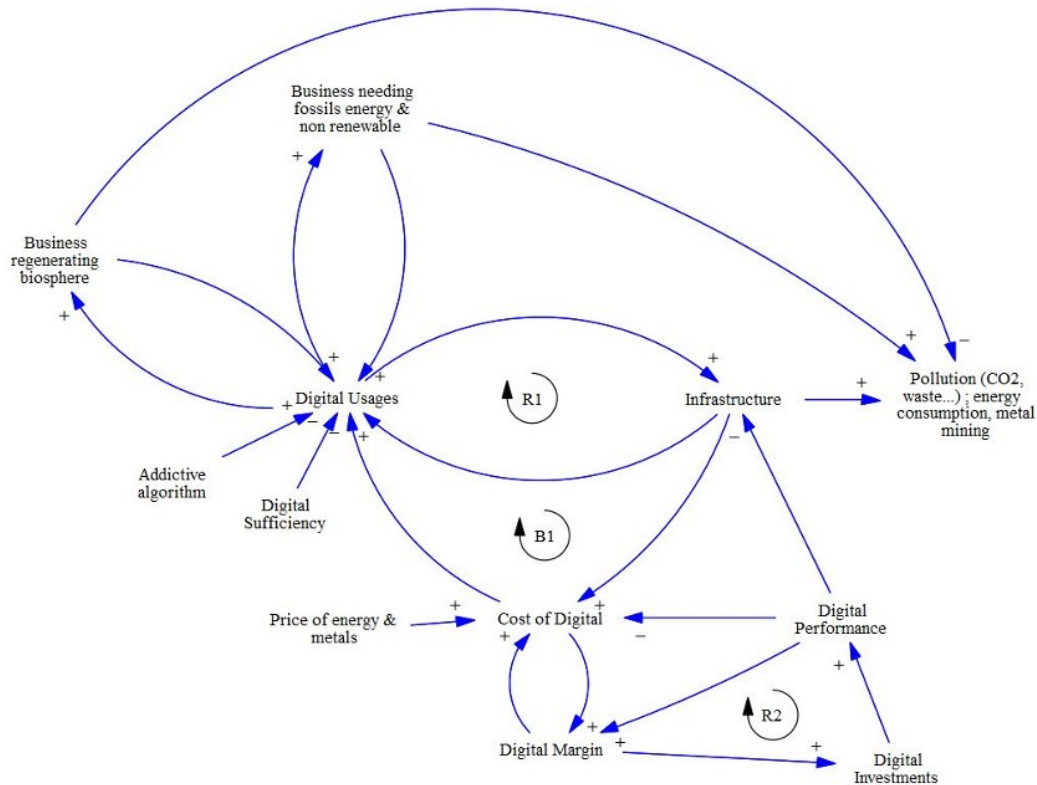 Business needing
fossils energy &
non renewable
+
Business
regenerating
biosphere
+
+
+
+
+
−
Digital Usages
R1
Infrastructure
+
Pollution (CO2,
waste...) ; energy
consumption, metal
mining
+
−
−
+
−
Addictive
algorithm
Digital
Sufficiency
B1
Price of energy &
metals
+
Cost of Digital
+
+
−
Digital
Performance
+
R2
Digital Margin
+
+
+
Digital
Investments